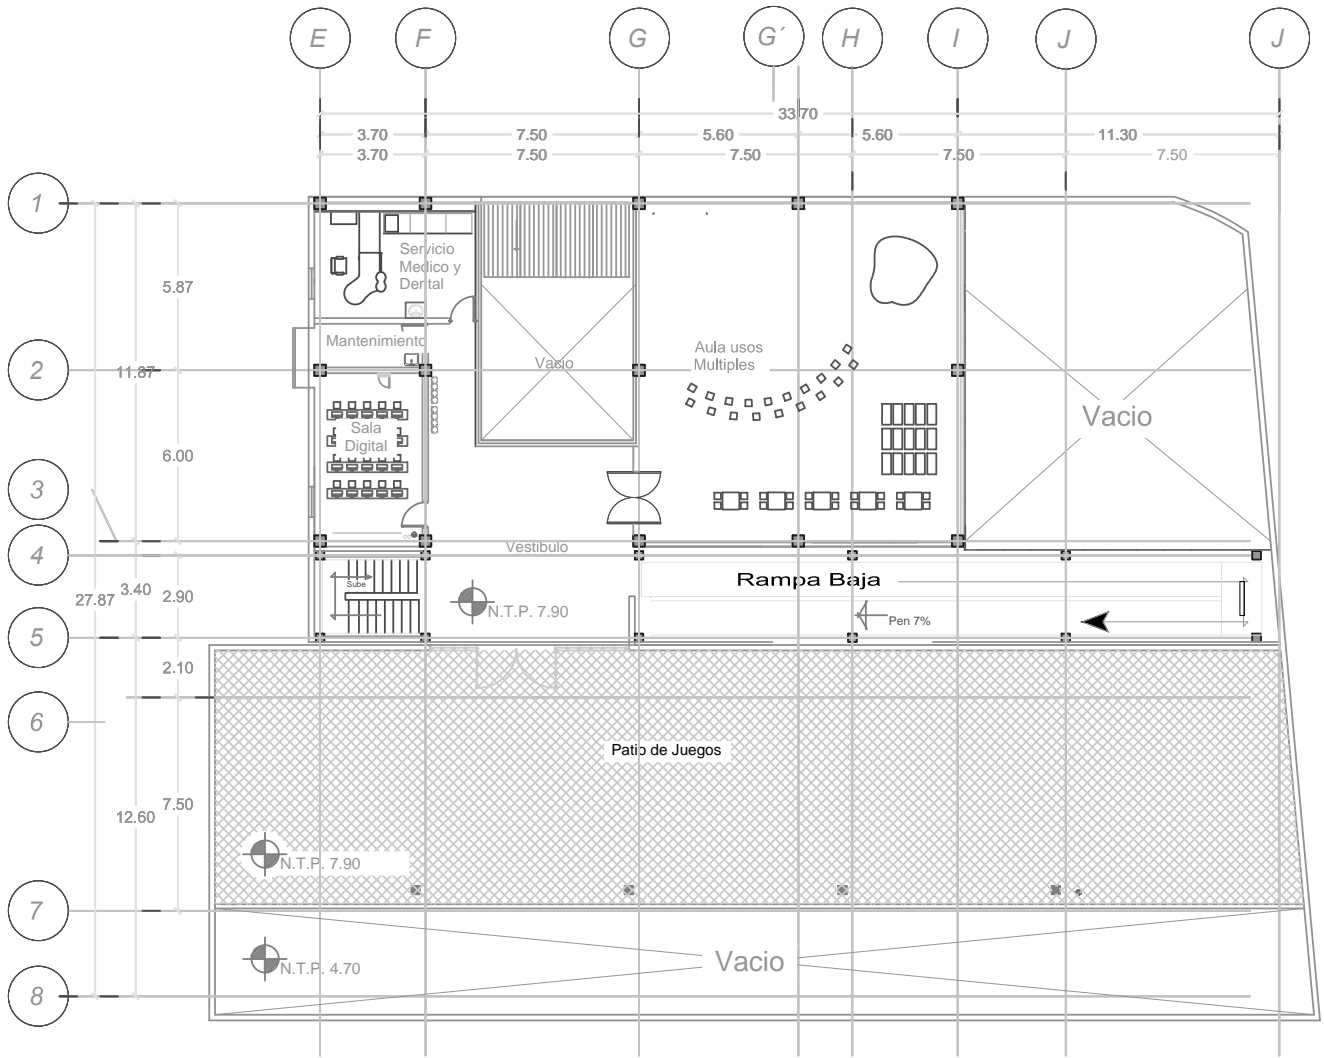 E F G G´ H I J J
33.70
3.70 7.50 5.60 5.60 11.30
3.70 7.50 7.50 7.50 7.50
1
5.87
Servicio
Medico y
Dental
Mantenimiento
2
11.87
Vacio
Aula usos
Multiples
Vacio
Sala
Digital
6.00
3
4
Vestibulo
Rampa Baja
Sube
27.87
3.40
2.90
N.T.P. 7.90
Pen 7%
5
2.10
6
Patio de Juegos
12.60
7.50
N.T.P. 7.90
7
Vacio
N.T.P. 4.70
8